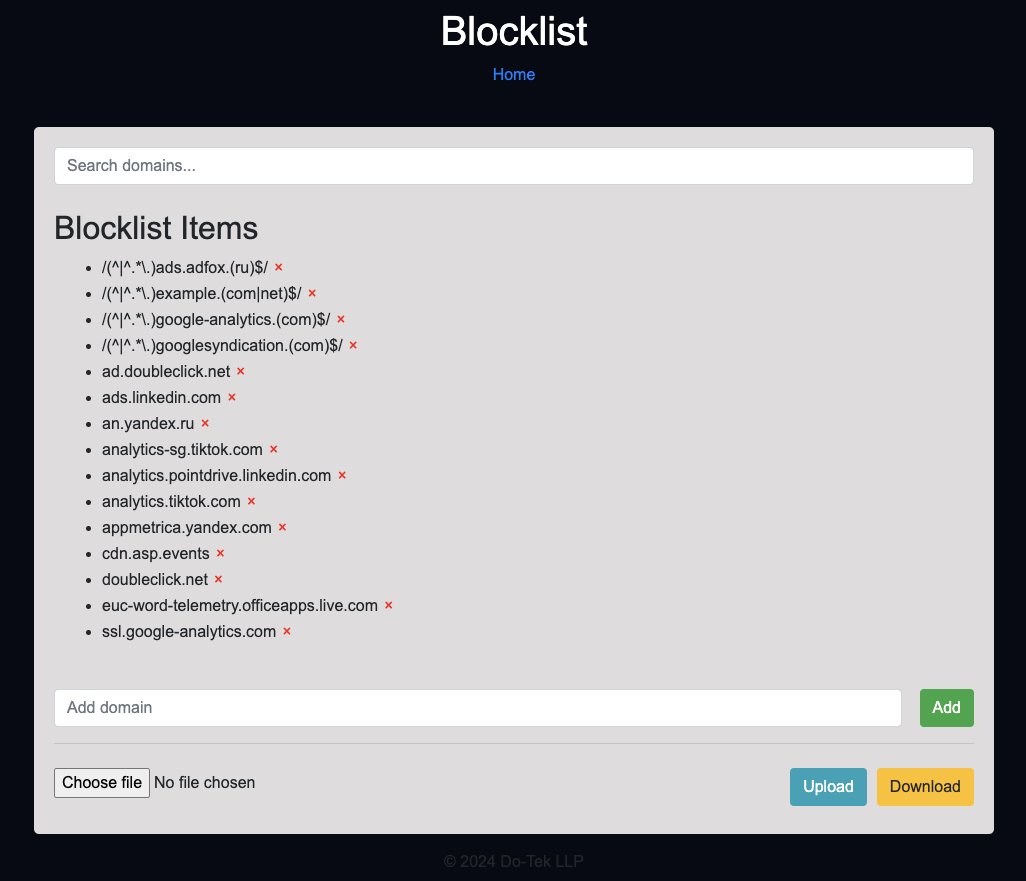 Blocklist
Home
Search domains...
Blocklist Items
/(^|^.*\.)ads.adfox.(ru)$/ ×
/(^|^.*\.)example.(com|net)$/ ×
/(^|^.*\.)google-analytics.(com)$/ ×
/(^|^.*\.)googlesyndication.(com)$/ ×
ad.doubleclick.net ×
ads.linkedin.com ×
an.yandex.ru ×
analytics-sg.tiktok.com ×
analytics.pointdrive.linkedin.com ×
analytics.tiktok.com ×
appmetrica.yandex.com ×
cdn.asp.events ×
doubleclick.net ×
euc-word-telemetry.officeapps.live.com ×
ssl.google-analytics.com ×
Add domain Add
Choose file No file chosen Upload Download
© 2024 Do-Tek LLP